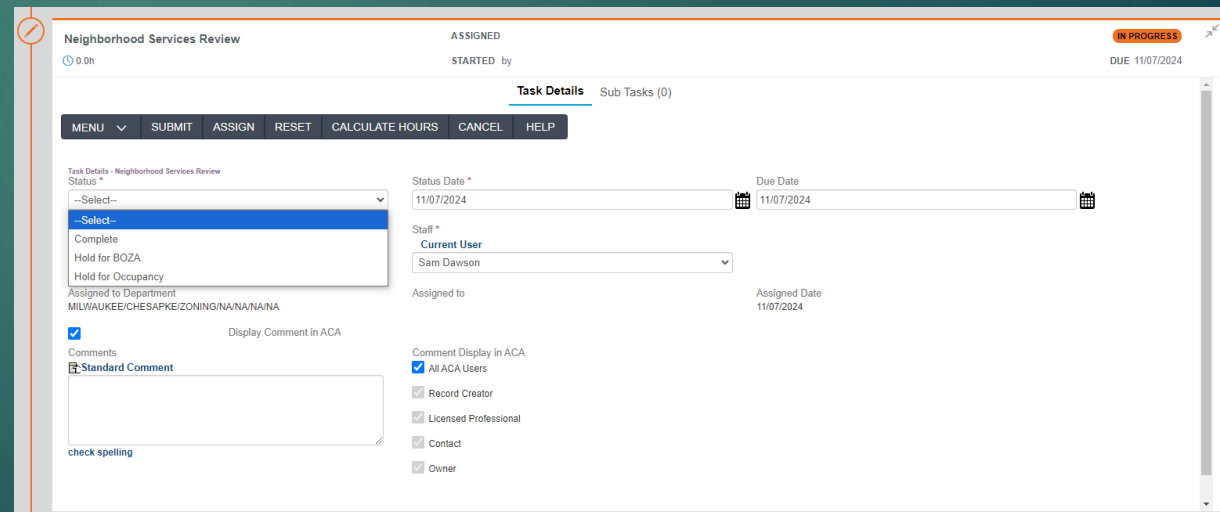 Neighborhood Services Review
ASSIGNED
IN PROGRESS
0.0h
STARTED by
DUE 11/07/2024
Task Details Sub Tasks (0)
MENU SUBMIT ASSIGN RESET CALCULATE HOURS CANCEL HELP
Task Details - Neighborhood Services Review
Status * Status Date * Due Date
--Select-- 11/07/2024 11/07/2024
--Select--
Complete
Hold for BOZA
Hold for Occupancy
Staff *
Current User
Sam Dawson
Assigned to Department Assigned to Assigned Date
MILWAUKEE/CHESAPKE/ZONING/NA/NA/NA/NA 11/07/2024
Display Comment in ACA
Comments
Standard Comment
check spelling
Comment Display in ACA
All ACA Users
Record Creator
Licensed Professional
Contact
Owner